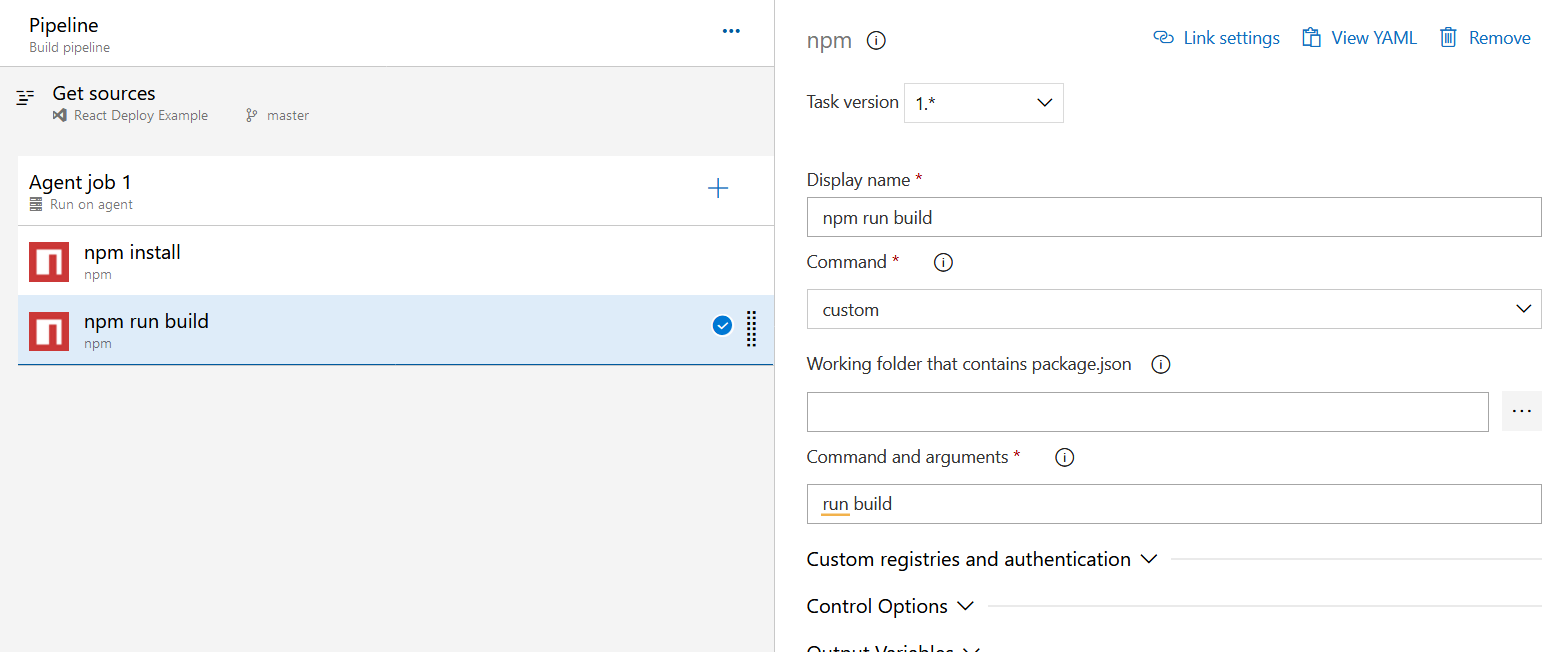 Pipeline
Build pipeline
Get sources
React Deploy Example
master
Agent job 1
Run on agent
npm install
npm
npm run build
npm
npm
Link settings
View YAML
Remove
Task version
1.*
Display name *
npm run build
Command *
custom
Working folder that contains package.json
...
Command and arguments *
run build
Custom registries and authentication
Control Options
Output Variables